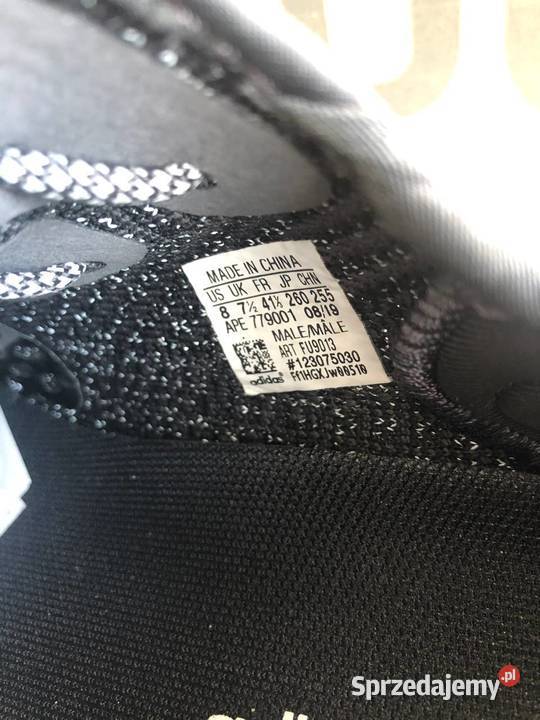 MADE IN CHINA
US UK FR JP CHN
8 7½ 41⅓ 260 255
APE 779001 08/19
MALE/MÂLE
ART FU9013
#123075030
adidas
Sprzedajemy.pl